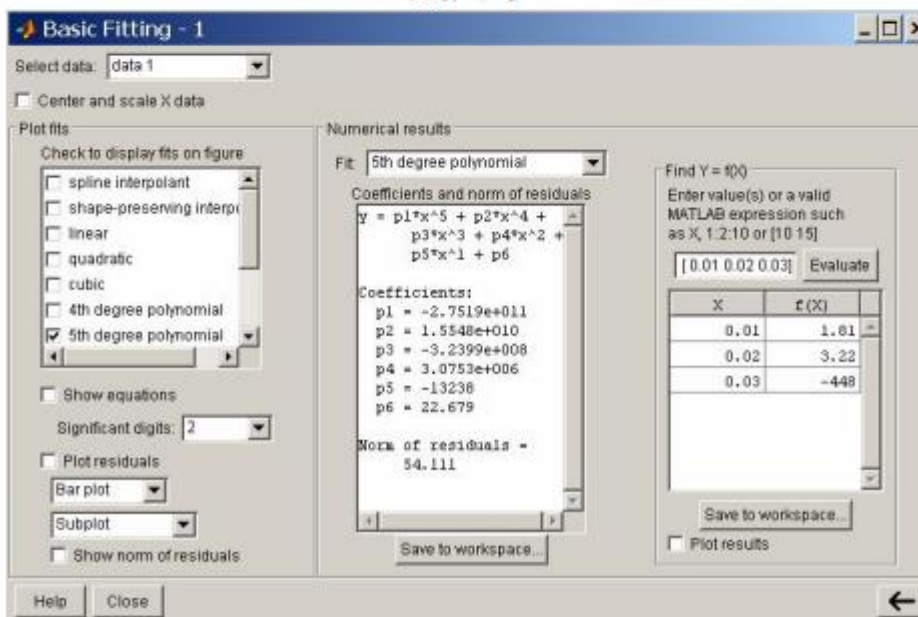 Basic Fitting - 1
Select data: data 1
Center and scale X data
Plot fits
Check to display fits on figure
spline interpolant
shape-preserving interp
linear
quadratic
cubic
4th degree polynomial
5th degree polynomial
Show equations
Significant digits: 2
Plot residuals
Bar plot
Subplot
Show norm of residuals
Numerical results
Fit: 5th degree polynomial
Coefficients and norm of residuals
y = p1*x^5 + p2*x^4 +
p3*x^3 + p4*x^2 +
p5*x^1 + p6
Coefficients:
p1 = -2.7519e+011
p2 = 1.5548e+010
p3 = -3.2399e+008
p4 = 3.0753e+006
p5 = -13238
p6 = 22.679
Norm of residuals =
54.111
Save to workspace...
Find Y = f(X)
Enter value(s) or a valid
MATLAB expression such
as X, 1:2:10 or [10 15]
[ 0.01 0.02 0.03] Evaluate
X f(X)
0.01 1.81
0.02 3.22
0.03 -448
Save to workspace...
Plot results
Help Close